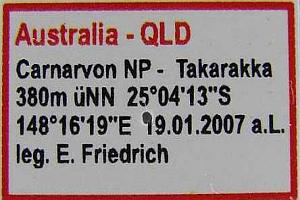 Australia - QLD
Carnarvon NP - Takarakka
380m üNN 25°04'13"S
148°16'19"E 19.01.2007 a.L.
leg. E. Friedrich